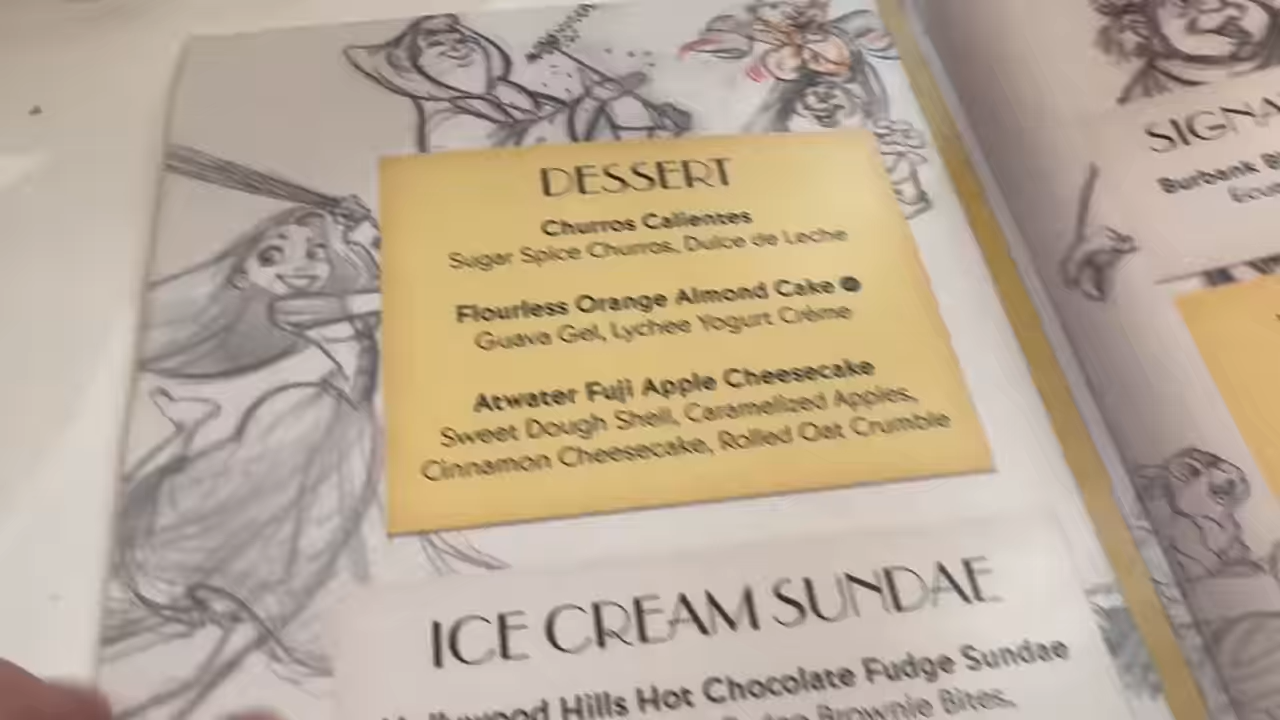 DESSERT
Churros Calientes
Sugar Spice Churros, Dulce de Leche
Flourless Orange Almond Cake
Guava Gel, Lychee Yogurt Crème
Atwater Fuji Apple Cheesecake
Sweet Dough Shell, Caramelized Apples,
Cinnamon Cheesecake, Rolled Oat Crumble
ICE CREAM SUNDAE
Hills Hot Chocolate Fudge Sundae
Brownie Bites,
SIGNA
Burbank